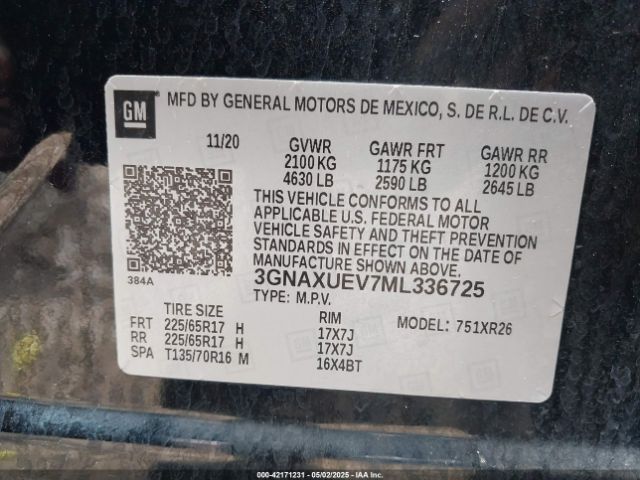 GM
MFD BY GENERAL MOTORS DE MEXICO, S. DE R.L. DE C.V.
11/20 GVWR GAWR FRT GAWR RR
2100 KG 1175 KG 1200 KG
4630 LB 2590 LB 2645 LB
THIS VEHICLE CONFORMS TO ALL
APPLICABLE U.S. FEDERAL MOTOR
VEHICLE SAFETY AND THEFT PREVENTION
STANDARDS IN EFFECT ON THE DATE OF
MANUFACTURE SHOWN ABOVE.
384A
3GNAXUEV7ML336725
TYPE: M.P.V.
TIRE SIZE RIM MODEL: 751XR26
FRT 225/65R17 H 17X7J
RR 225/65R17 H 17X7J
SPA T135/70R16 M 16X4BT
000-42171231 - 05/02/2025 - IAA Inc.